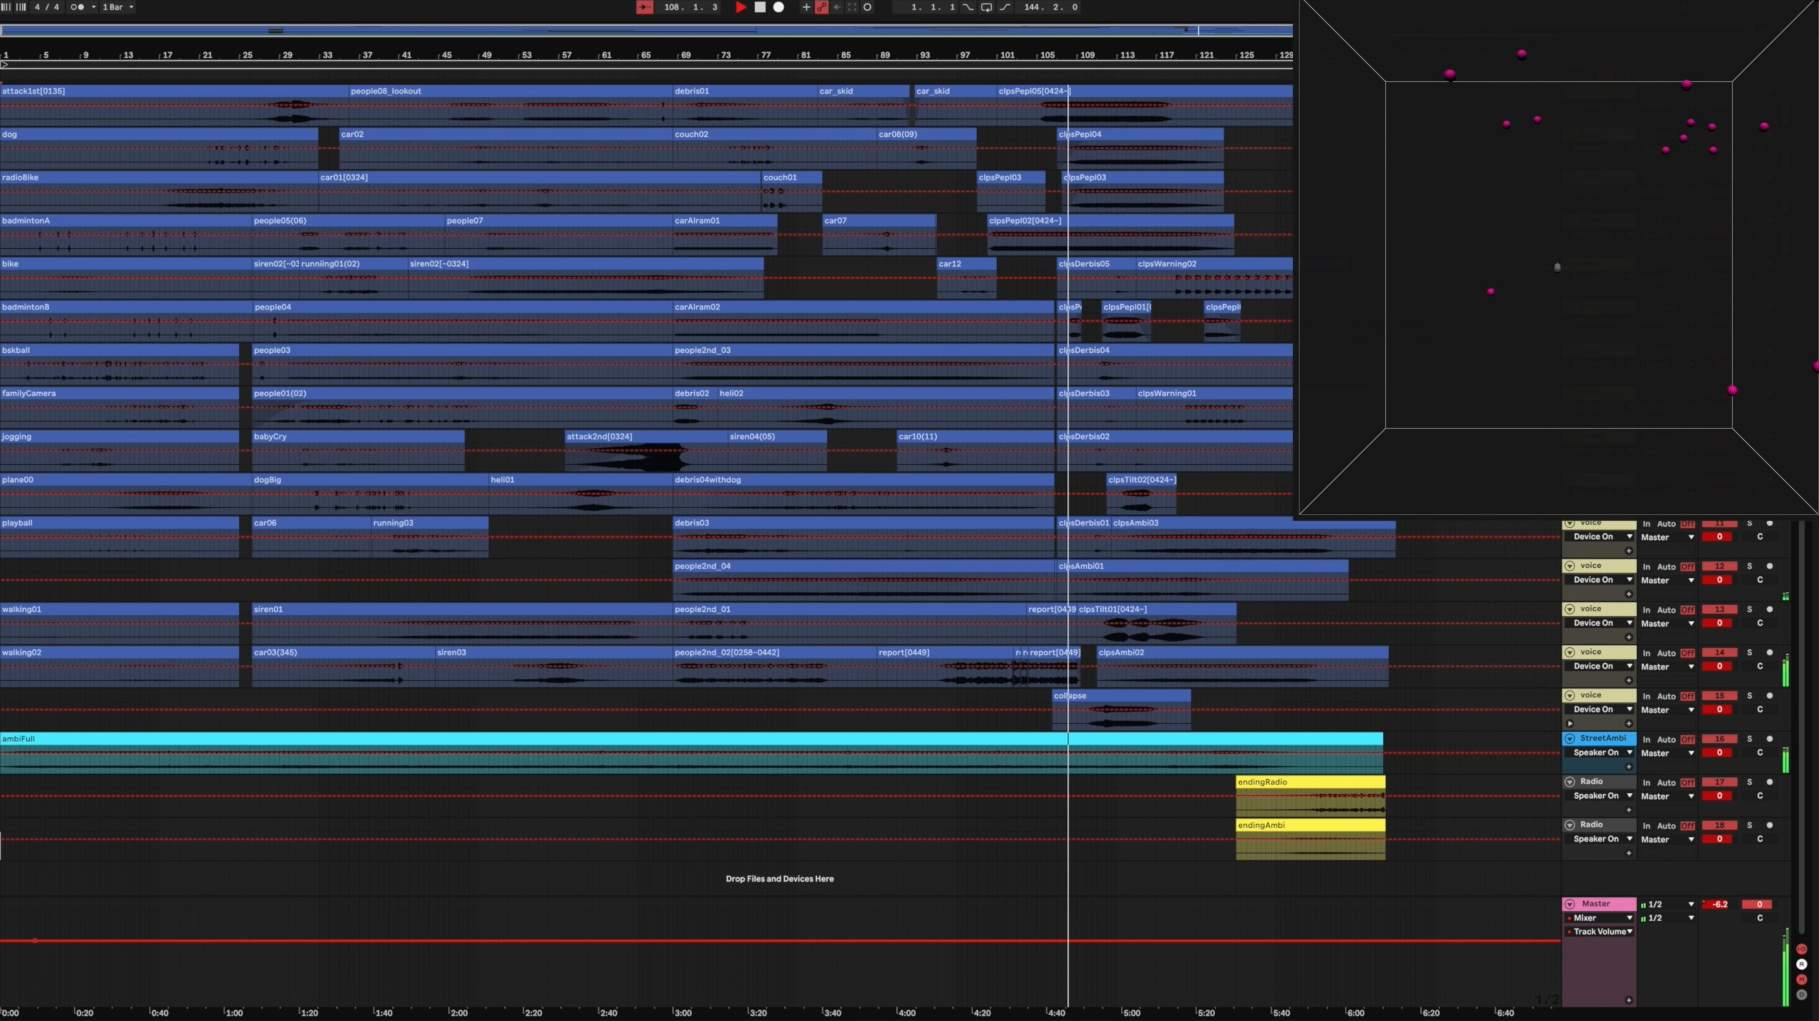 4 / 4 1 Bar 108. 1. 3 1. 1. 1 144. 2. 0
1 5 9 13 17 21 25 29 33 37 41 45 49 53 57 61 65 69 73 77 81 85 89 93 97 101 105 109 113 117 121 125 129
attack1st[0135] people08_lookout debris01 car_skid car_skid clpsPepl05[0424~]
dog car02 couch02 car08(09) clpsPepl04
radioBike car01[0324] couch01 clpsPepl03 clpsPepl03
badmintonA people05(06) people07 carAlram01 car07 clpsPepl02[0424~]
bike siren02[~03 runniing01(02) siren02[~0324] car12 clpsDerbis05 clpsWarning02
badmintonB people04 carAlram02 clpsP clpsPepl01[( clpsPepl
bskball people03 people2nd_03 clpsDerbis04
familyCamera people01(02) debris02 heli02 clpsDerbis03 clpsWarning01
jogging babyCry attack2nd[0324] siren04(05) car10(11) clpsDerbis02
plane00 dogBig heli01 debris04withdog clpsTilt02[0424~]
playball car06 running03 debris03 clpsDerbis01 clpsAmbi03 voice In Auto Off 11 S
Device On Master 0 C
people2nd_04 clpsAmbi01 voice In Auto Off 12 S
Device On Master 0 C
walking01 siren01 people2nd_01 report[0419 clpsTilt01[0424~] voice In Auto Off 13 S
Device On Master 0 C
walking02 car03(345) siren03 people2nd_02[0258~0442] report[0449] report[0449] clpsAmbi02 voice In Auto Off 14 S
Device On Master 0 C
collapse voice In Auto Off 15 S
Device On Master 0 C
ambiFull StreetAmbi In Auto Off 16 S
Speaker On Master 0 C
endingRadio Radio In Auto Off 17 S
Speaker On Master 0 C
endingAmbi Radio In Auto Off 18 S
Speaker On Master 0 C
Drop Files and Devices Here
Master 1/2 -6.2 0
Mixer 1/2 C
Track Volume
1/2
0:00 0:20 0:40 1:00 1:20 1:40 2:00 2:20 2:40 3:00 3:20 3:40 4:00 4:20 4:40 5:00 5:20 5:40 6:00 6:20 6:40